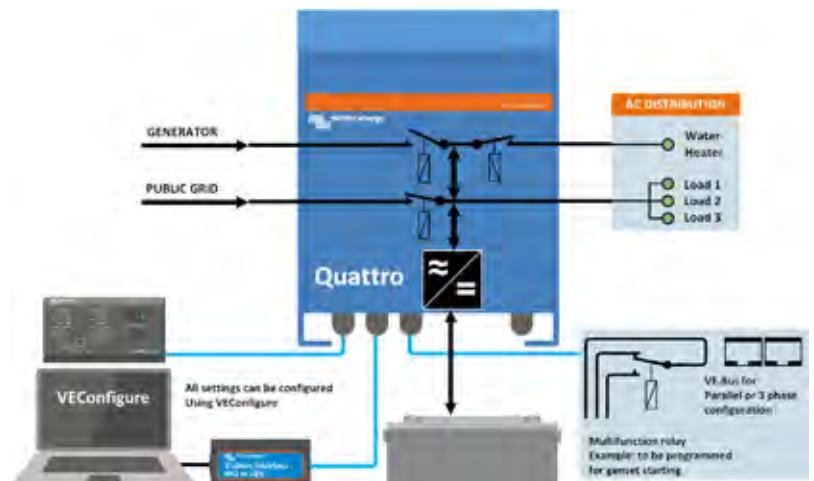 GENERATOR
PUBLIC GRID
Quattro
AC DISTRIBUTION
Water
Heater
Load 1
Load 2
Load 3
VEConfigure
All settings can be configured
Using VEConfigure
VE.Bus for
Parallel or 3 phase
configuration
Multifunction relay
Example: to be programmed
for genset starting
victron energy